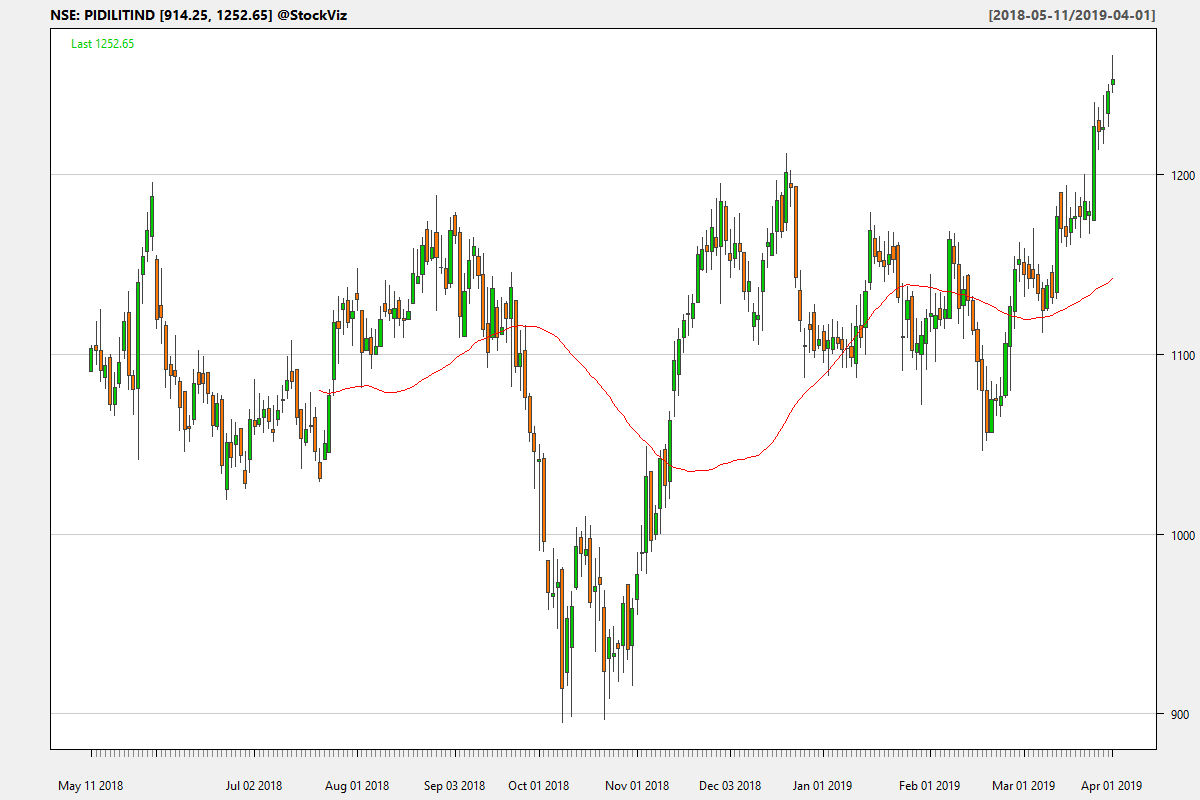 NSE: PIDILITIND [914.25, 1252.65] @StockViz [2018-05-11/2019-04-01]
Last 1252.65
1200
1100
1000
900
May 11 2018 Jul 02 2018 Aug 01 2018 Sep 03 2018 Oct 01 2018 Nov 01 2018 Dec 03 2018 Jan 01 2019 Feb 01 2019 Mar 01 2019 Apr 01 2019